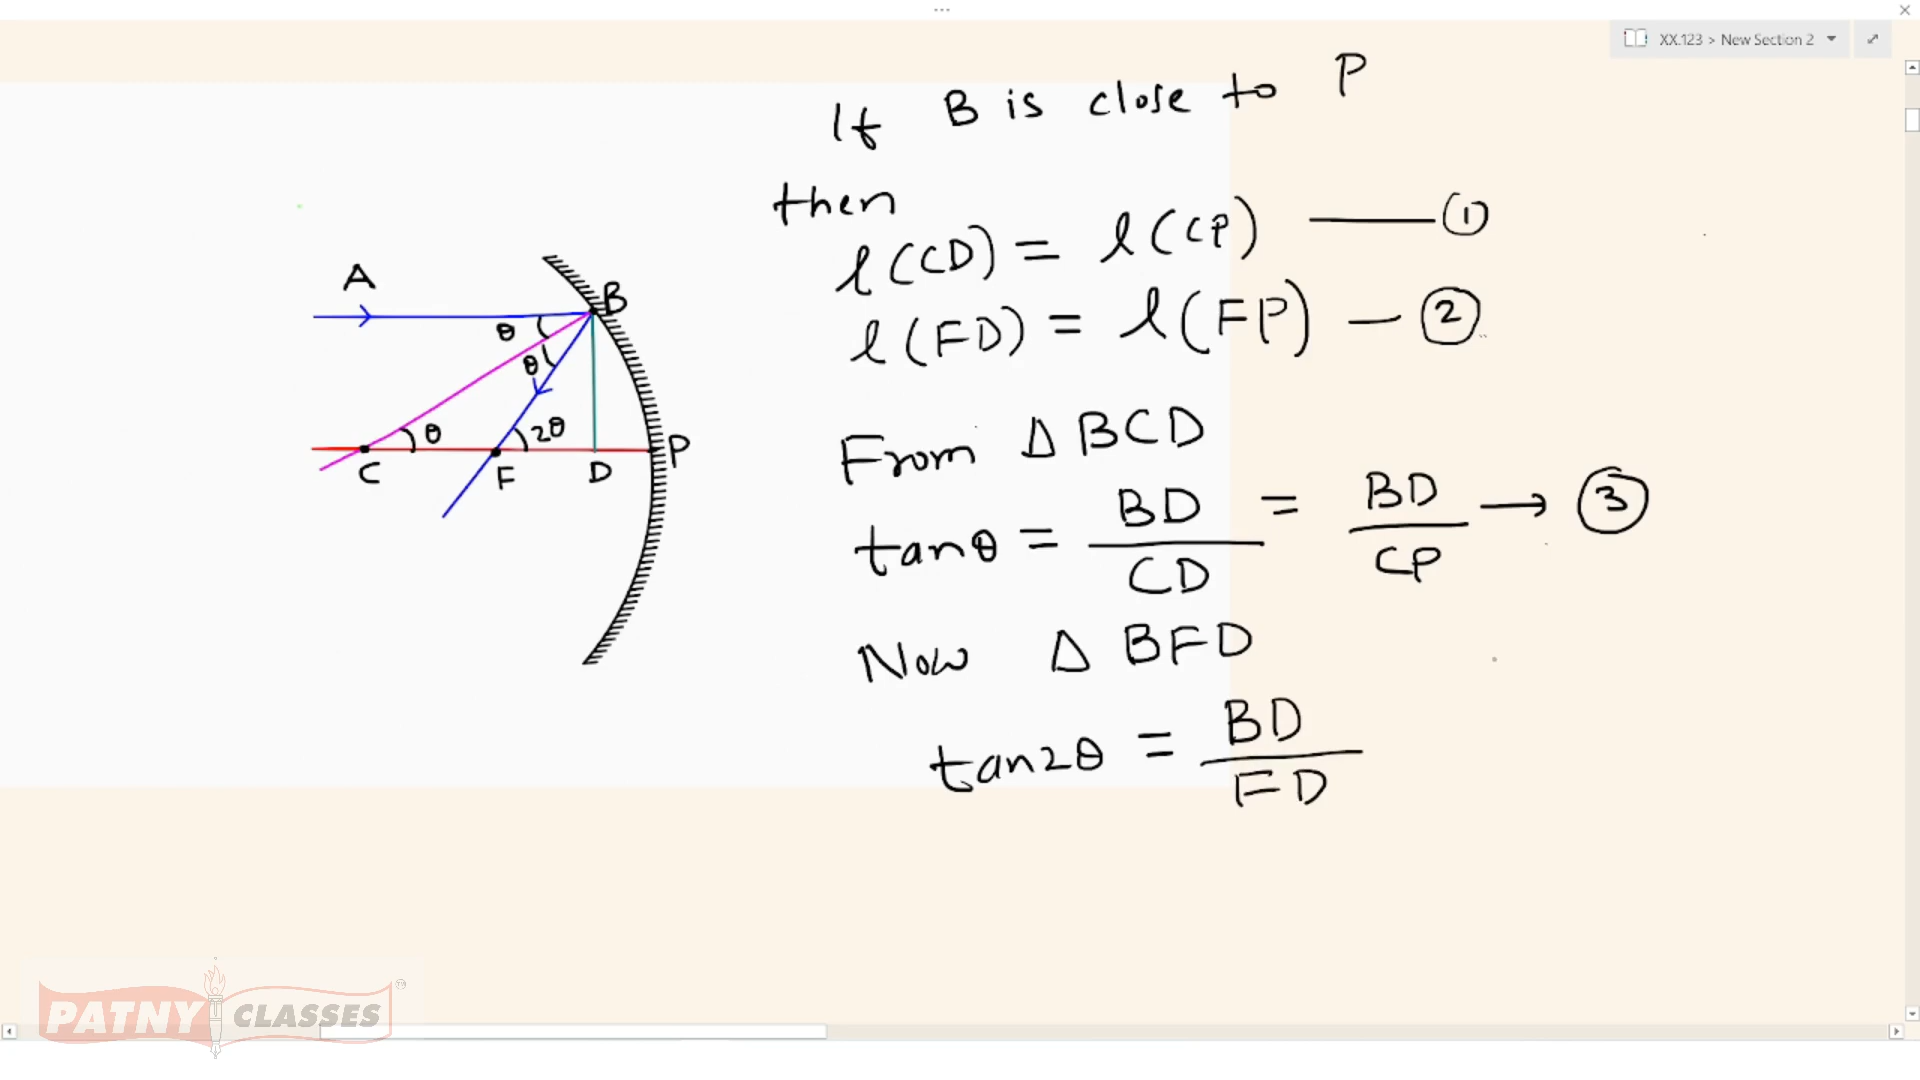 XX.123 > New Section 2
If B is close to P
then
l(CD) = l(CP) — ①
l(FD) = l(FP) — ②
From Δ BCD
tanθ = BD/CD = BD/CP → ③
Now Δ BFD
tan2θ = BD/FD
A
B
θ
θ
θ
2θ
P
C
F
D
PATNY CLASSES